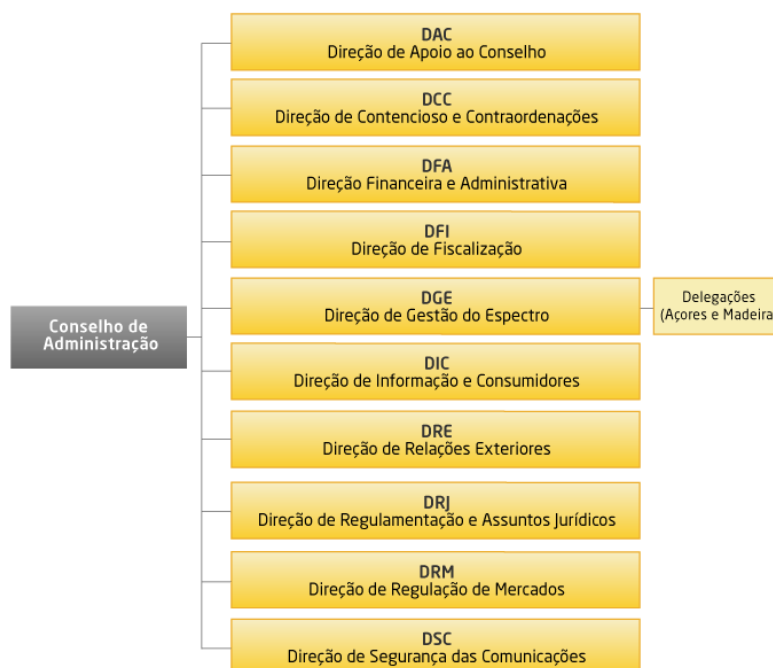 DAC
Direção de Apoio ao Conselho
DCC
Direção de Contencioso e Contraordenações
DFA
Direção Financeira e Administrativa
DFI
Direção de Fiscalização
Conselho de
Administração
DGE
Direção de Gestão do Espectro
Delegações
(Açores e Madeira
DIC
Direção de Informação e Consumidores
DRE
Direção de Relações Exteriores
DRJ
Direção de Regulamentação e Assuntos Jurídicos
DRM
Direção de Regulação de Mercados
DSC
Direção de Segurança das Comunicações